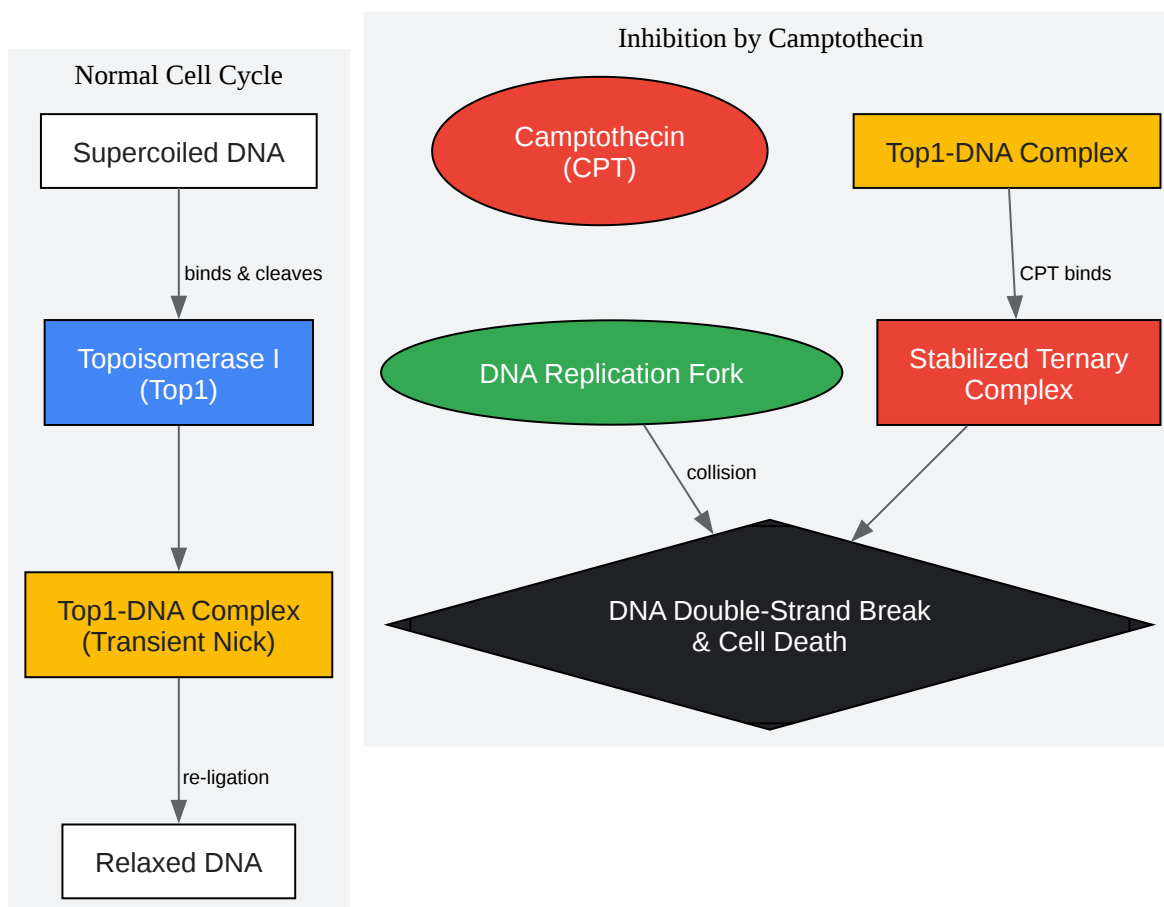 Normal Cell Cycle
Supercoiled DNA
binds & cleaves
Topoisomerase I
(Top1)
Top1-DNA Complex
(Transient Nick)
re-ligation
Relaxed DNA
Inhibition by Camptothecin
Camptothecin
(CPT)
Top1-DNA Complex
CPT binds
DNA Replication Fork
Stabilized Ternary
Complex
collision
DNA Double-Strand Break
& Cell Death